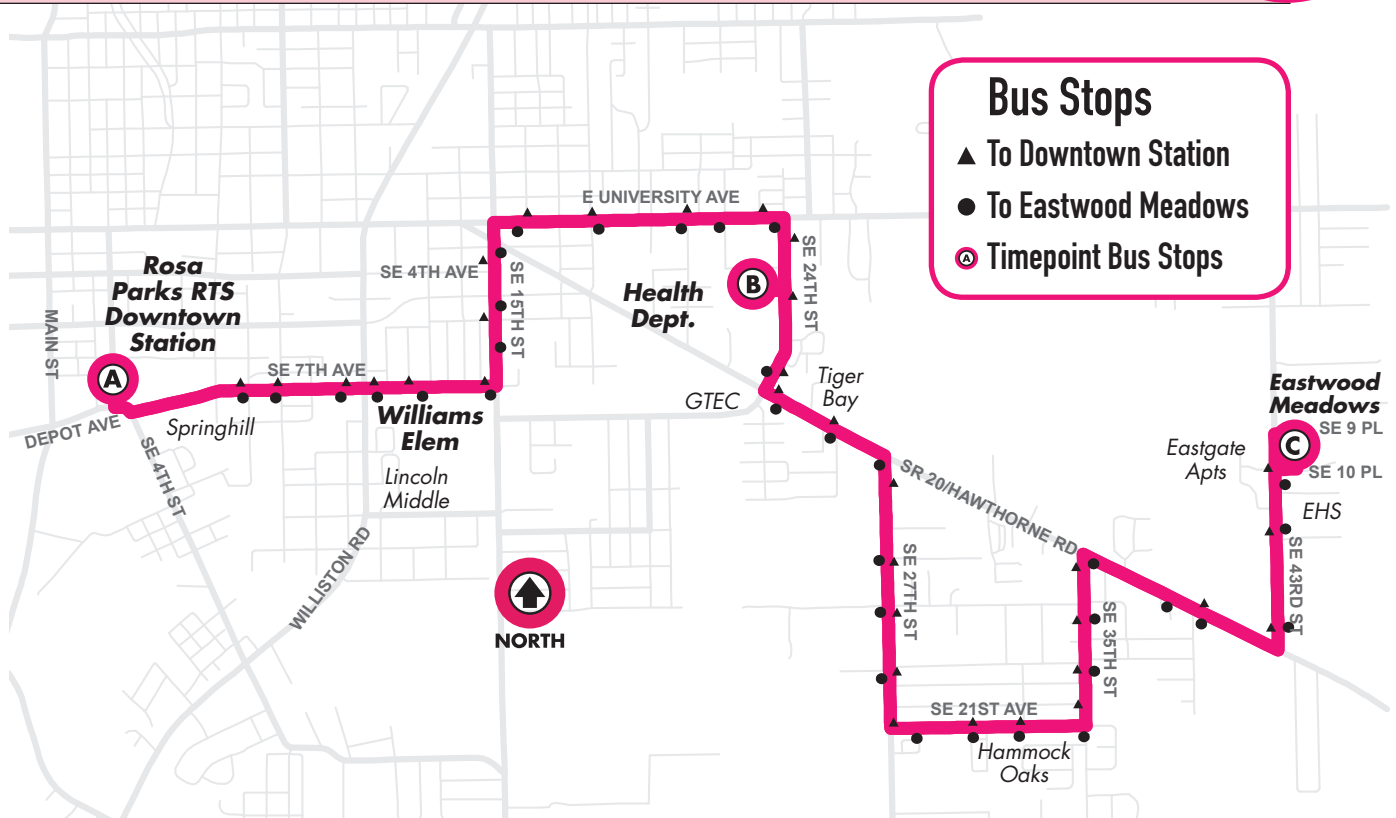 Bus Stops
To Downtown Station
To Eastwood Meadows
A Timepoint Bus Stops
E UNIVERSITY AVE
SE 4TH AVE
SE 15TH ST
SE 24TH ST
Rosa
Parks RTS
Downtown
Station
Health
Dept.
B
MAIN ST
A
SE 7TH AVE
DEPOT AVE
Springhill
SE 4TH ST
Williams
Elem
Lincoln
Middle
WILLISTON RD
GTEC
Tiger
Bay
SR 20/HAWTHORNE RD
Eastwood
Meadows
SE 9 PL
C
SE 10 PL
Eastgate
Apts
EHS
SE 43RD ST
SE 27TH ST
SE 35TH ST
SE 21ST AVE
Hammock
Oaks
NORTH